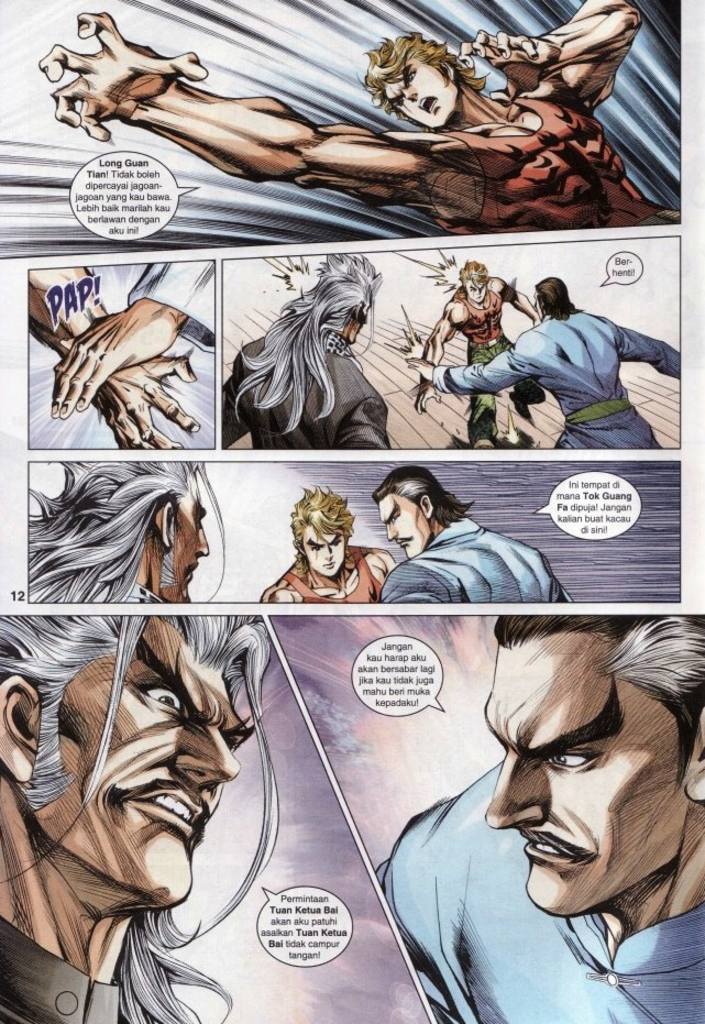 Long Guan
Tian! Tidak boleh
dipercayai jagoan-
jagoan yang kau bawa.
Lebih baik marilah kau
berlawan dengan
aku ini!
PAP!
Ber-
henti!
Ini tempat di
mana Tok Guang
Fa dipuja! Jangan
kalian buat kacau
di sini!
12
Jangan
kau harap aku
akan bersabar lagi
jika kau tidak juga
mahu beri muka
kepadaku!
Permintaan
Tuan Ketua Bai
akan aku patuhi
asalkan Tuan Ketua
Bai tidak campur
tangan!